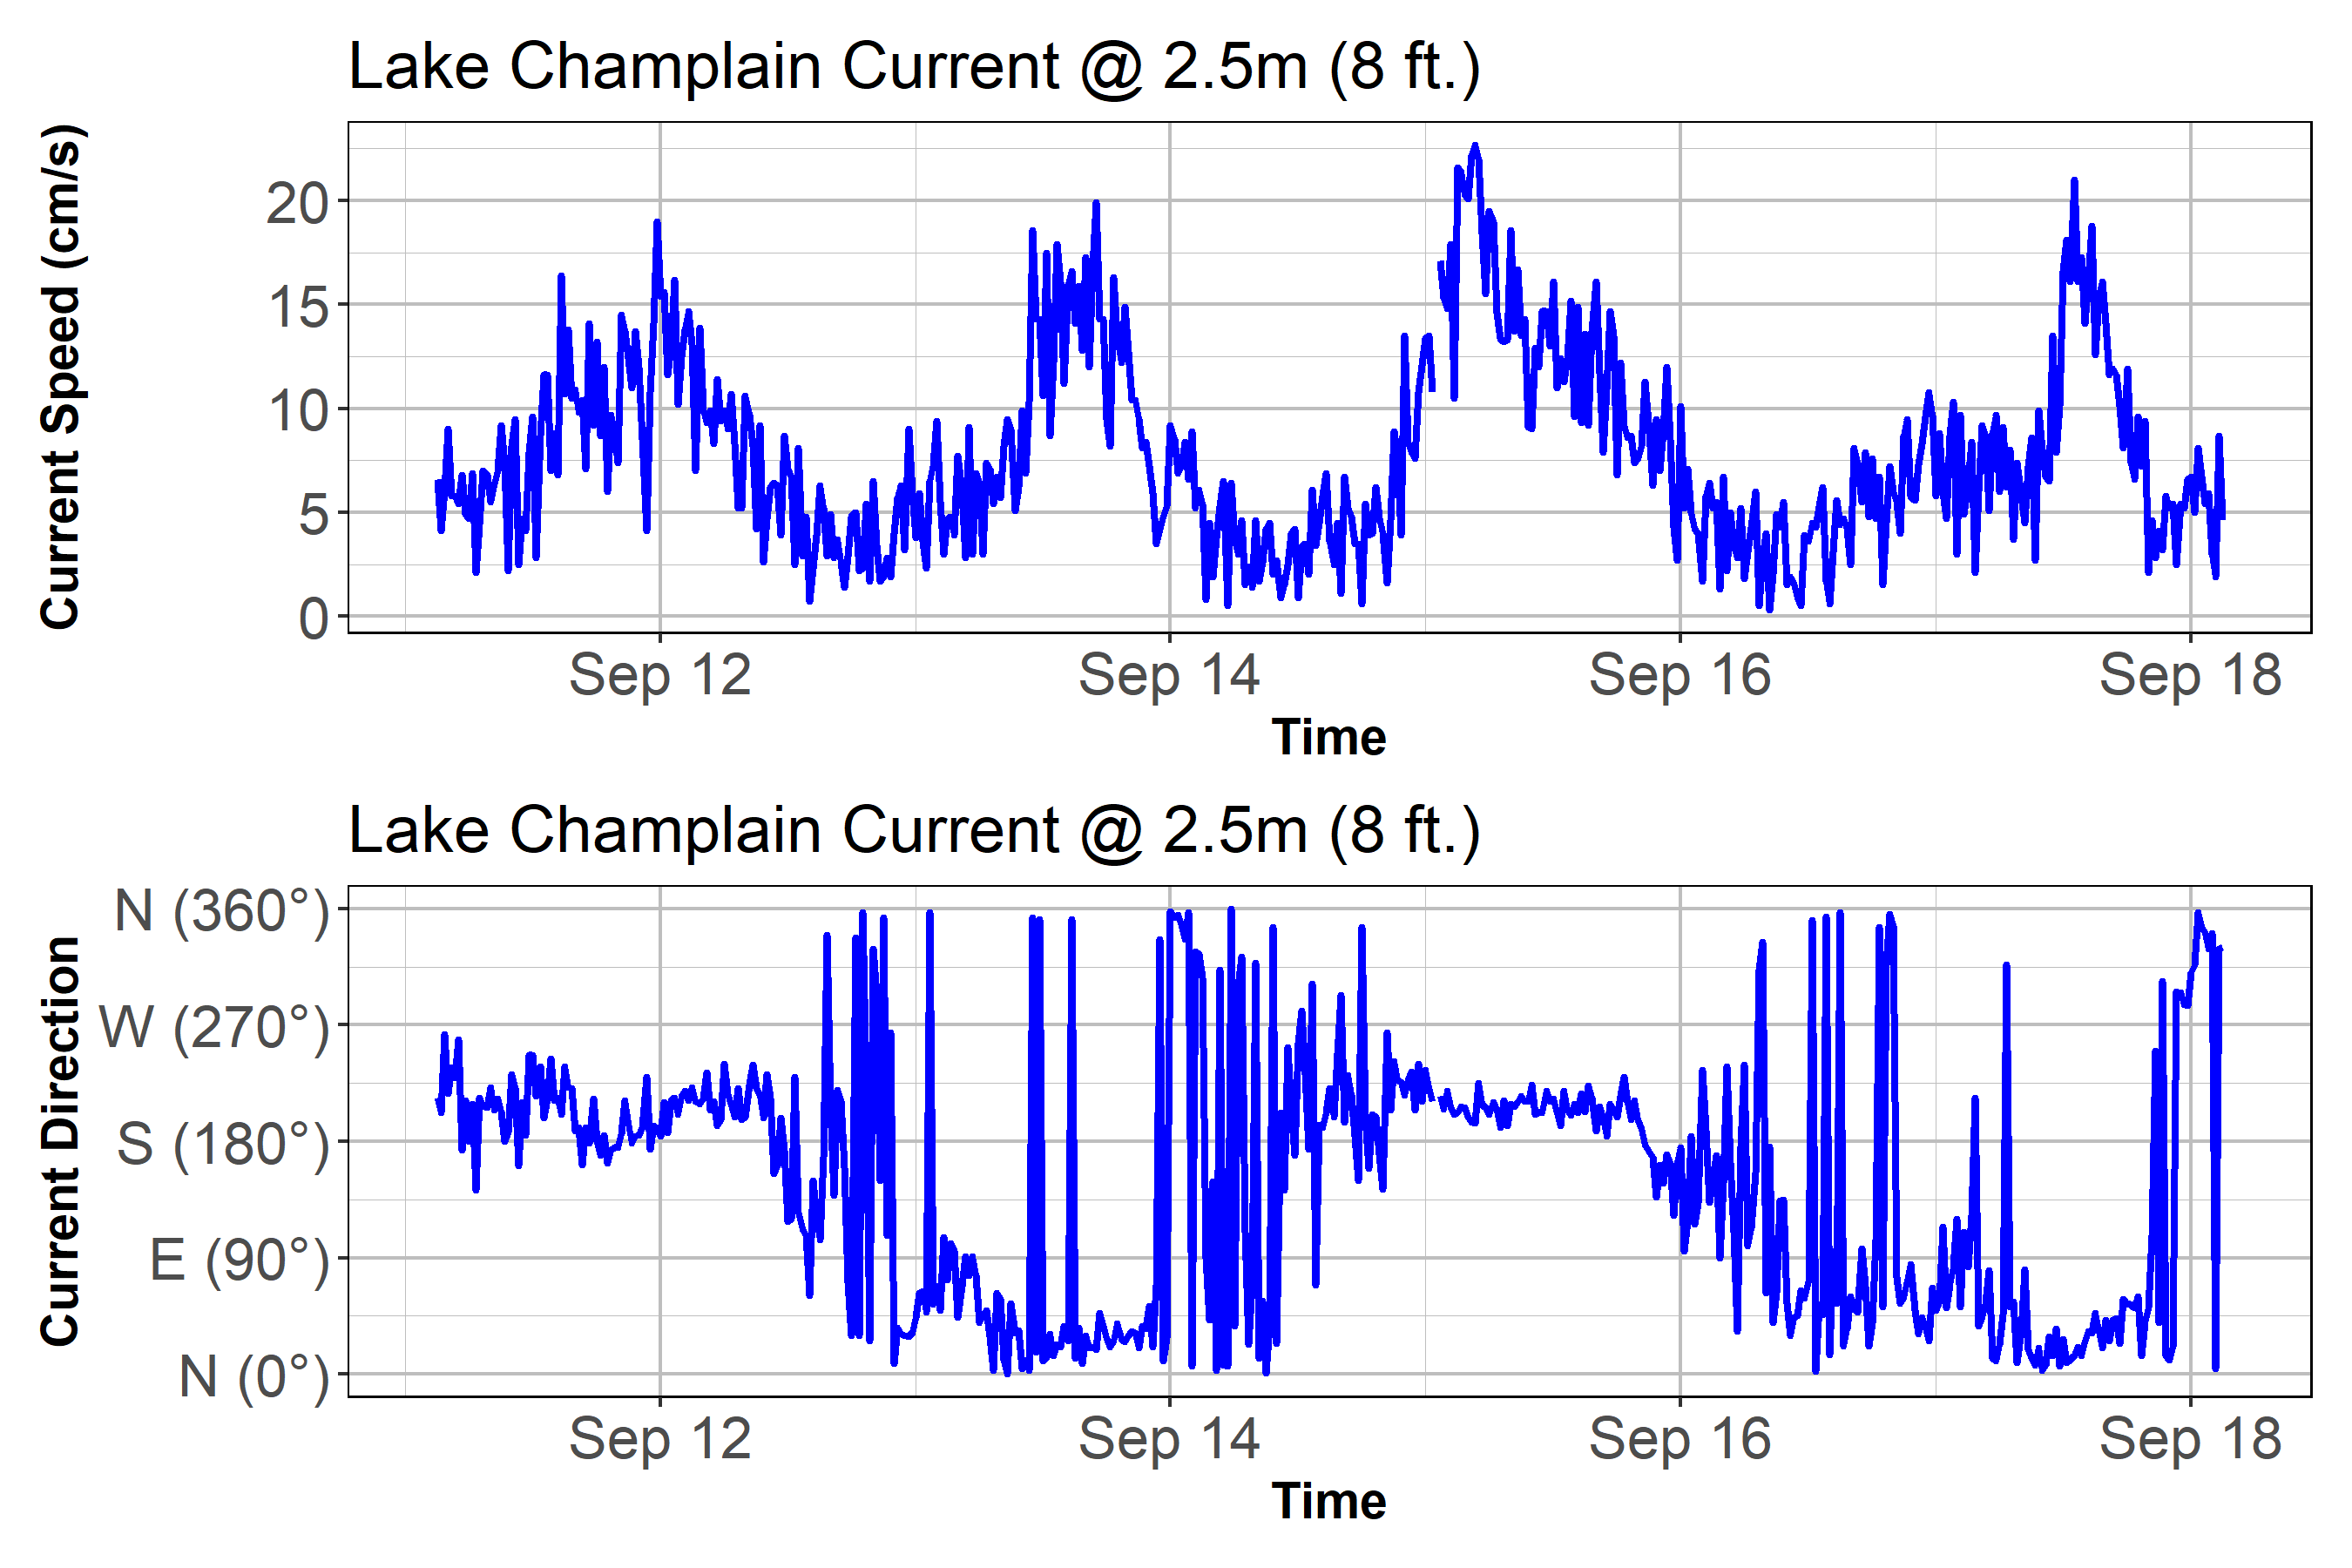 Lake Champlain Current @ 2.5m (8 ft.)
Current Speed (cm/s)
20
15
10
5
0
Sep 12 Sep 14 Sep 16 Sep 18
Time
Lake Champlain Current @ 2.5m (8 ft.)
Current Direction
N (360°)
W (270°)
S (180°)
E (90°)
N (0°)
Sep 12 Sep 14 Sep 16 Sep 18
Time